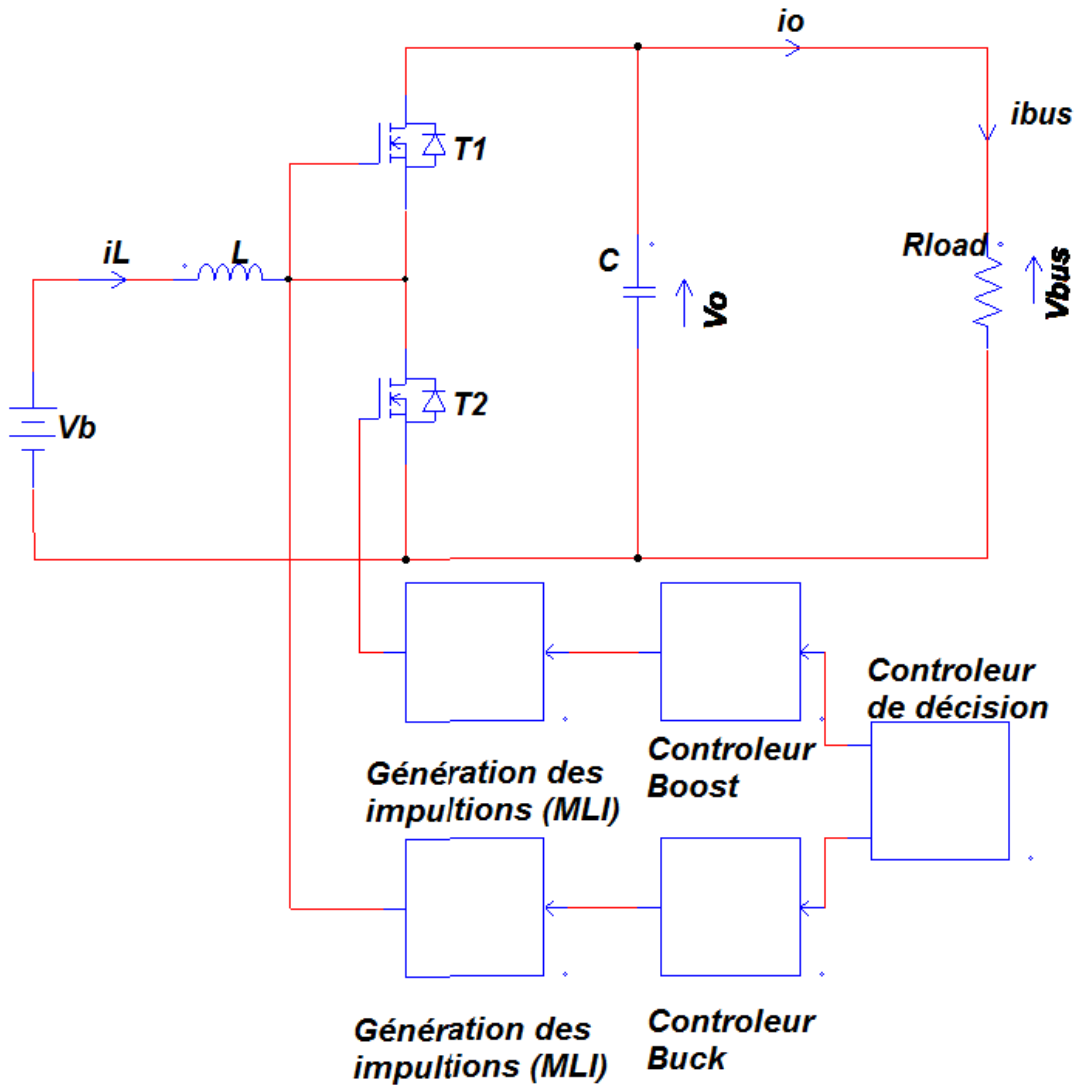 io
ibus
T1
iL
L
C
Rload
Vo
Vbus
T2
Vb
Controleur
de décision
Génération des
impultions (MLI)
Controleur
Boost
Génération des
impultions (MLI)
Controleur
Buck